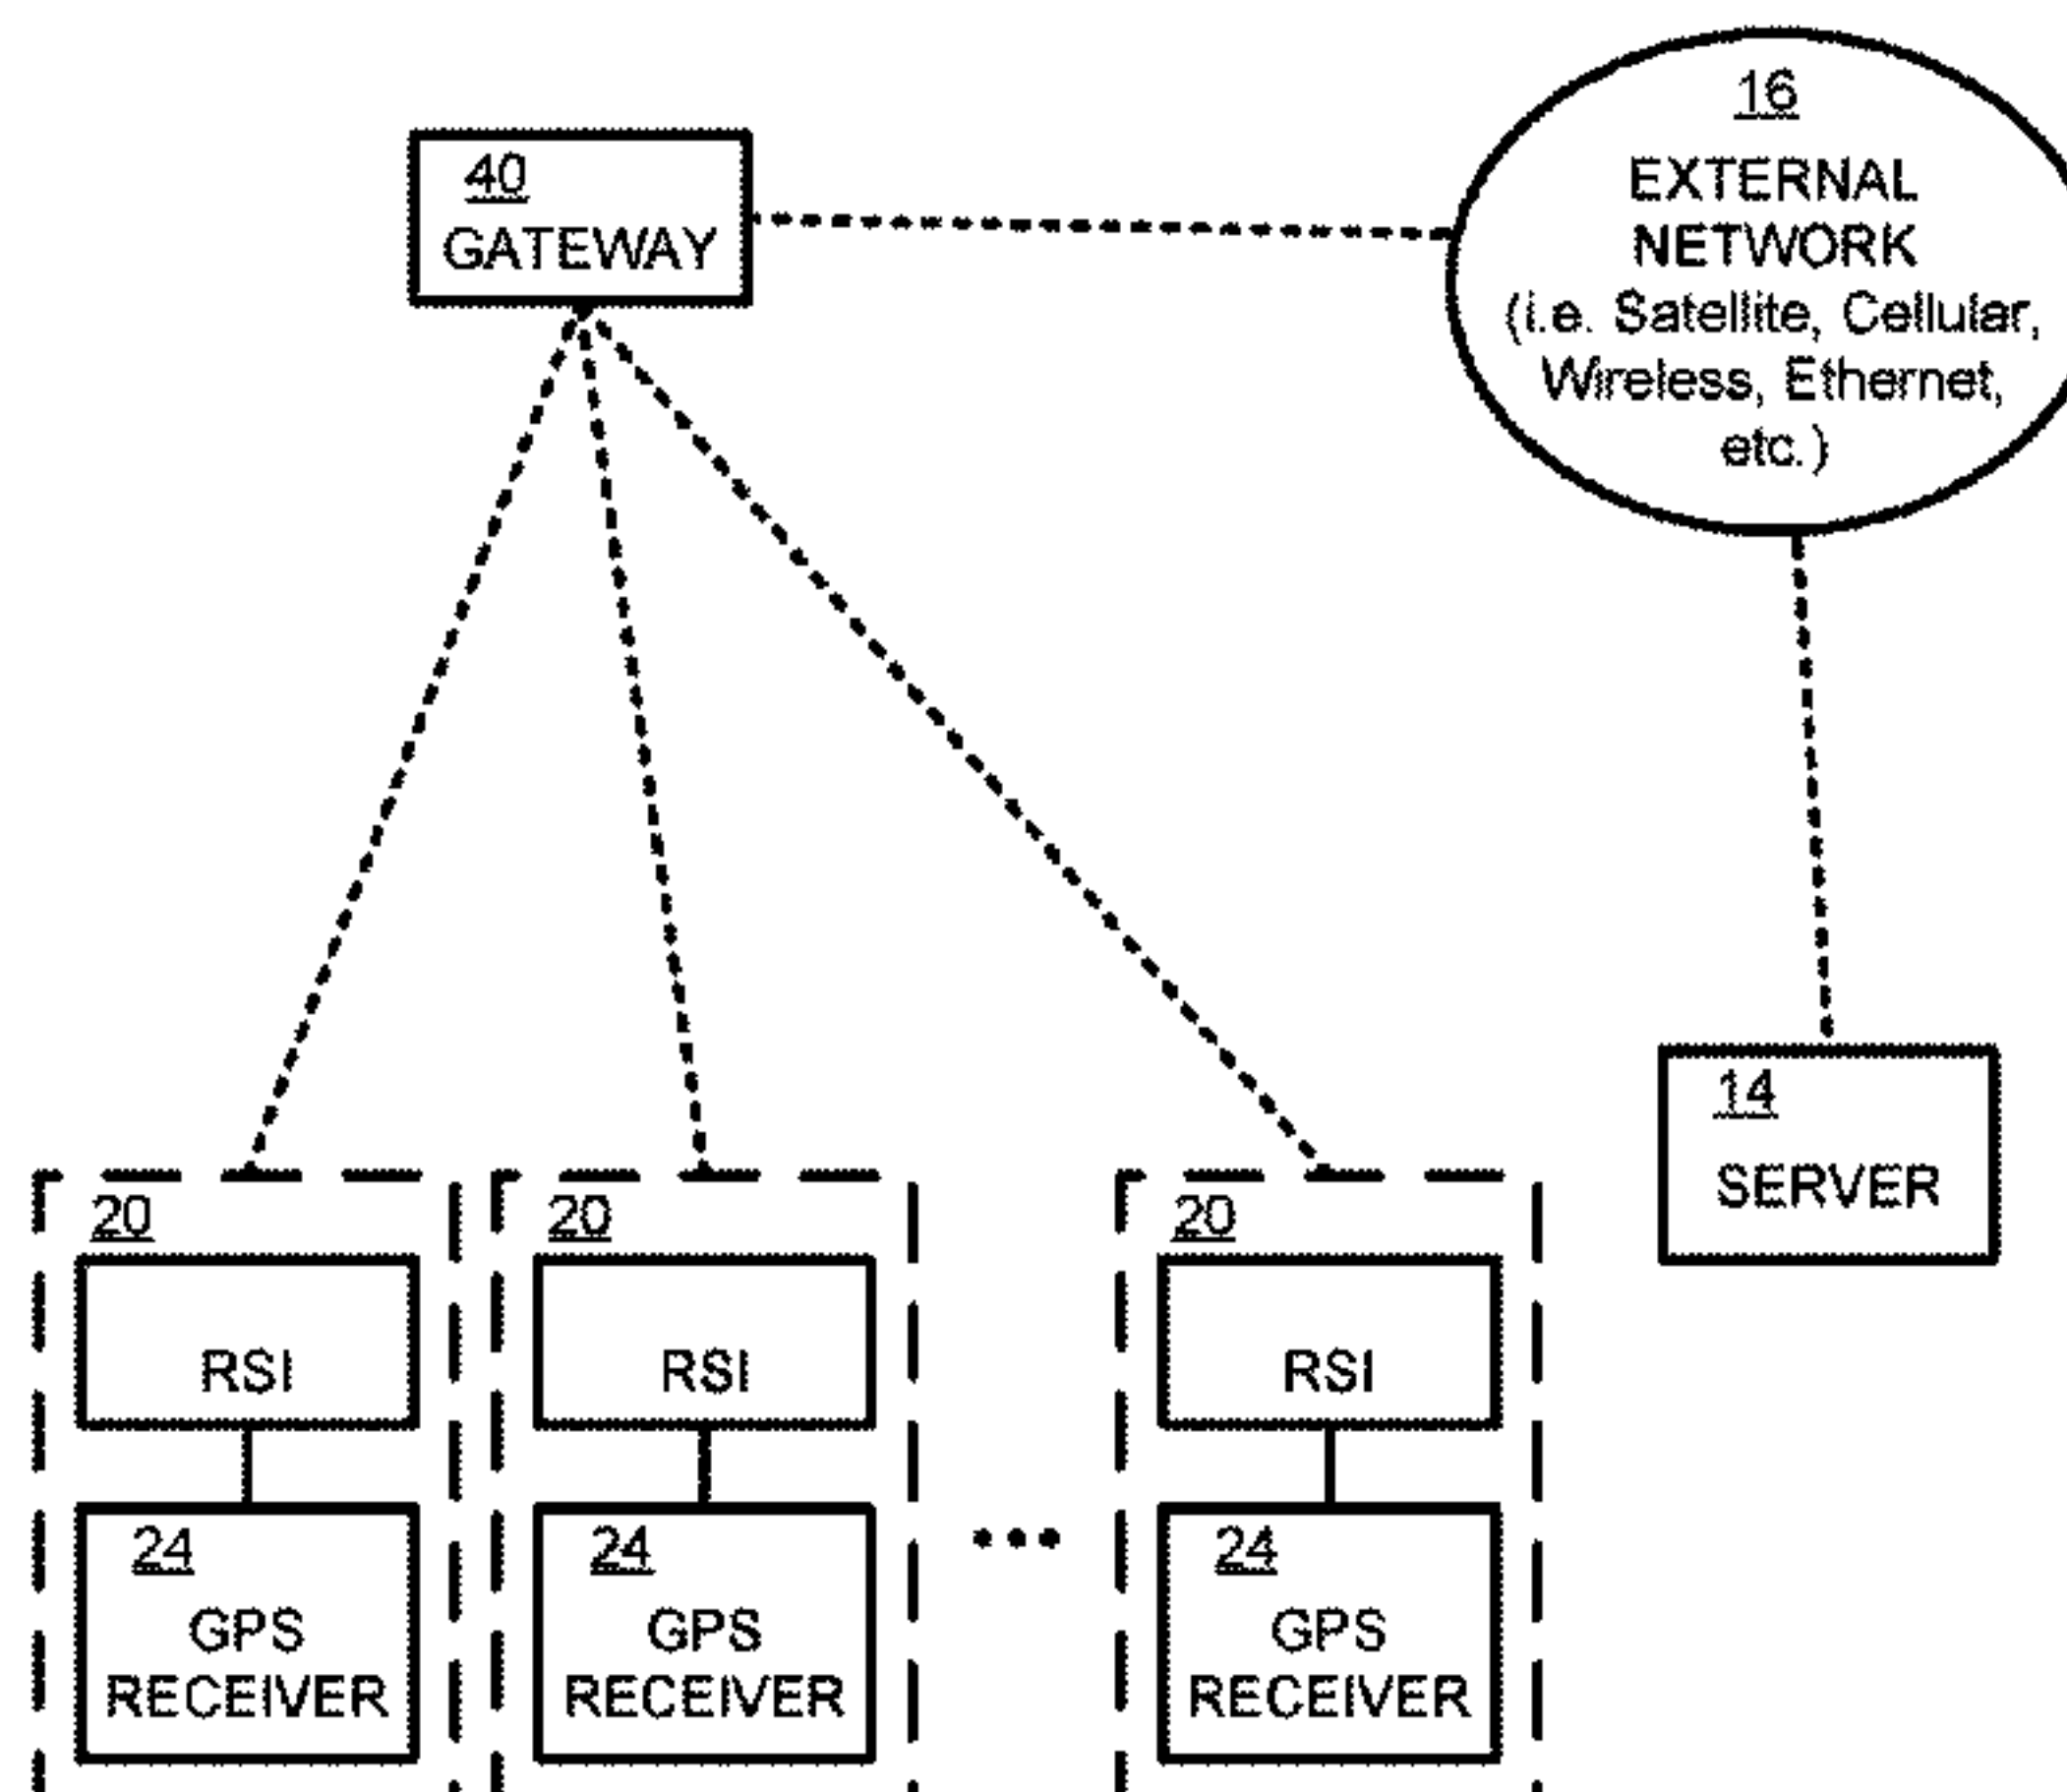 16
EXTERNAL
NETWORK
(i.e. Satellite, Cellular,
Wireless, Ethernet,
etc.)
40
GATEWAY
14
SERVER
20
RSI
24
GPS
RECEIVER
20
RSI
24
GPS
RECEIVER
...
20
RSI
24
GPS
RECEIVER